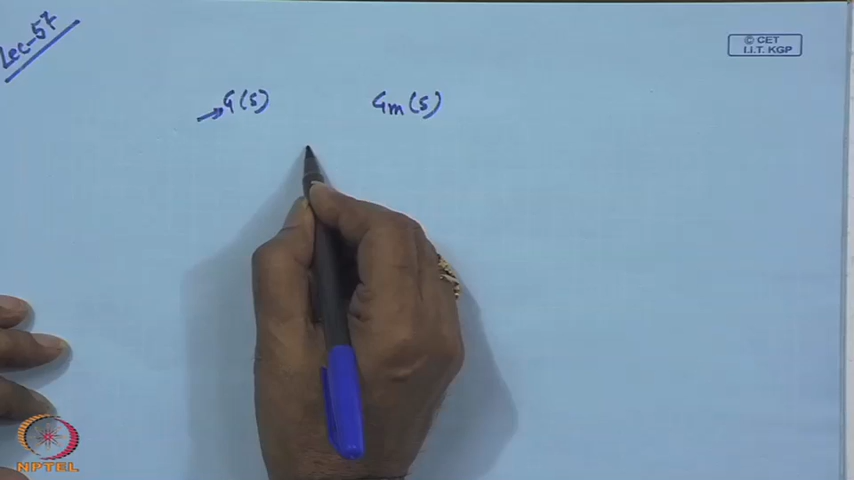 Lec-57
© CET
I.I.T. KGP
G(s) Gm(s)
NPTEL